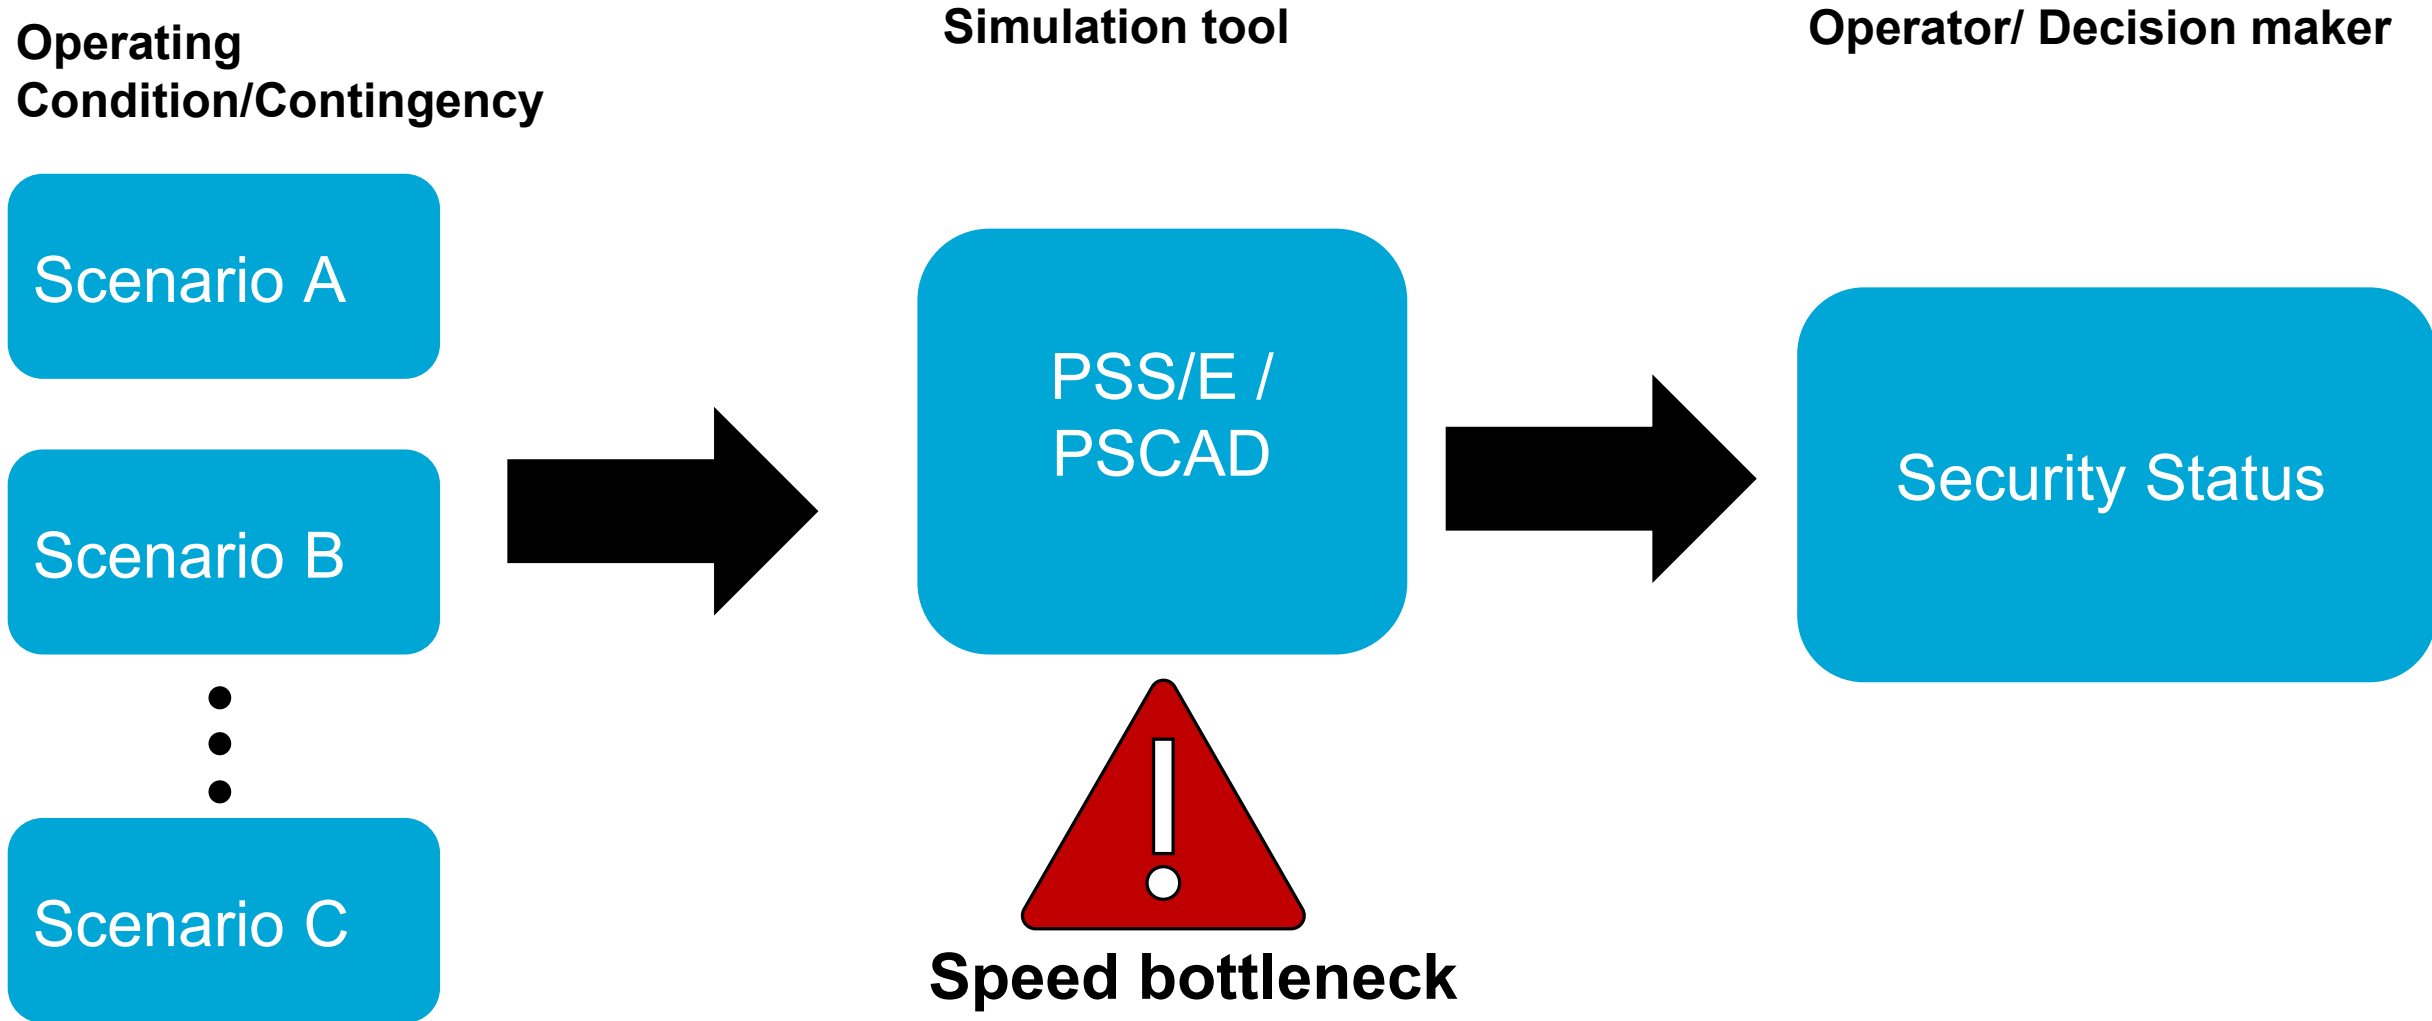 Operating
Condition/Contingency
Simulation tool
Operator/ Decision maker
Scenario A
Scenario B
Scenario C
PSS/E /
PSCAD
Speed bottleneck
Security Status